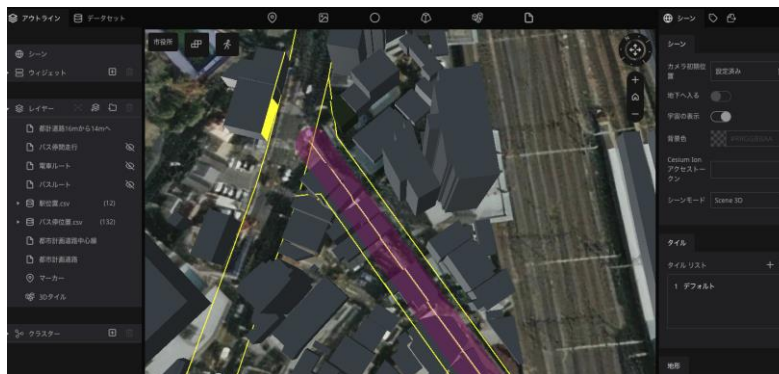 アウトライン
データセット
シーン
ウィジェット
レイヤー
都計道路16mから14mへ
バス停間走行
電車ルート
バスルート
駅位置.csv (12)
バス停位置.csv (132)
都市計画道路中心線
都市計画道路
マーカー
3Dタイル
クラスター
市役所
シーン
シーン
カメラ初期位
置
設定済み
地下へ入る
宇宙の表示
背景色
Cesium Ion
アクセストー
クン
シーンモード
Scene 3D
タイル
タイル リスト
1 デフォルト
地形